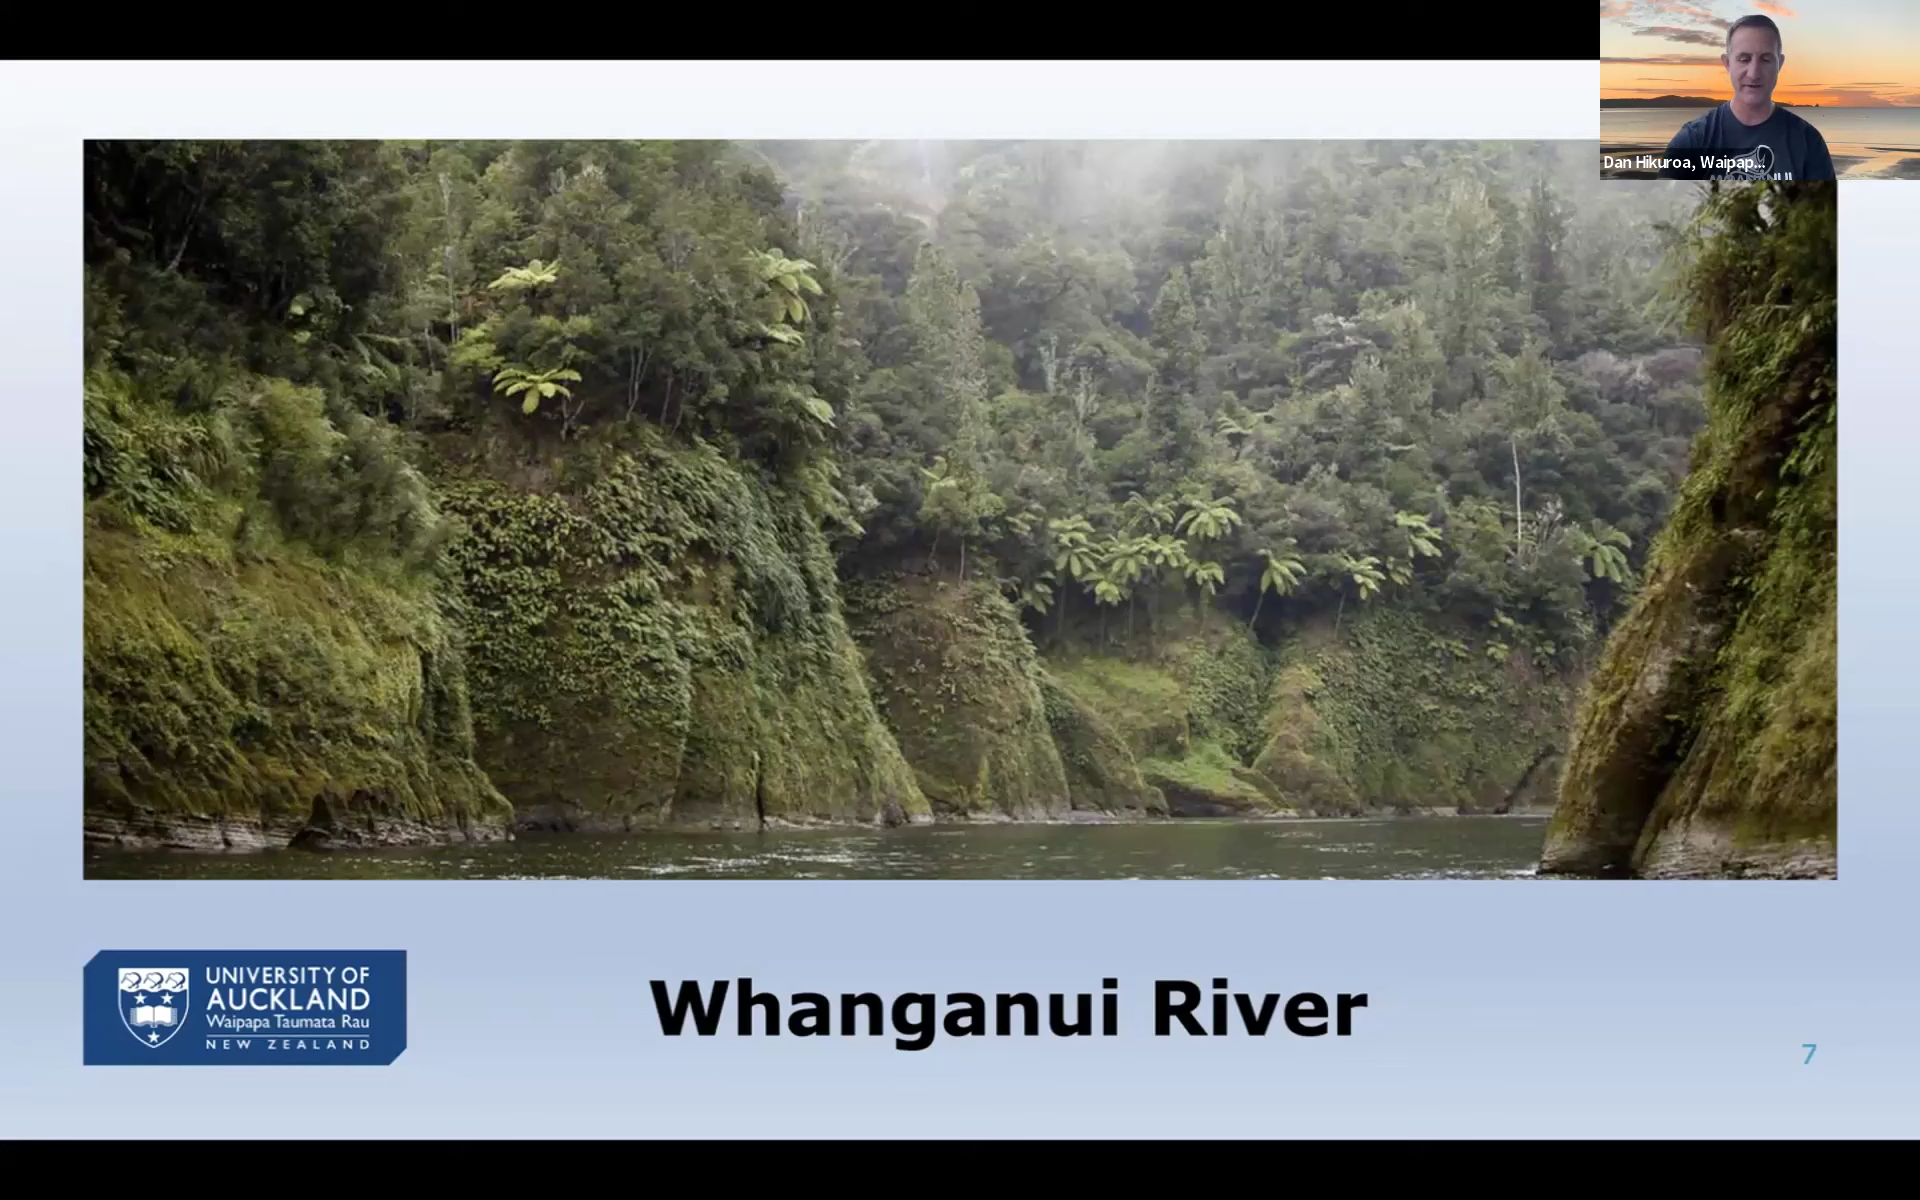 Dan Hikuroa, Waipap...
UNIVERSITY OF
AUCKLAND
Waipapa Taumata Rau
NEW ZEALAND
Whanganui River
7